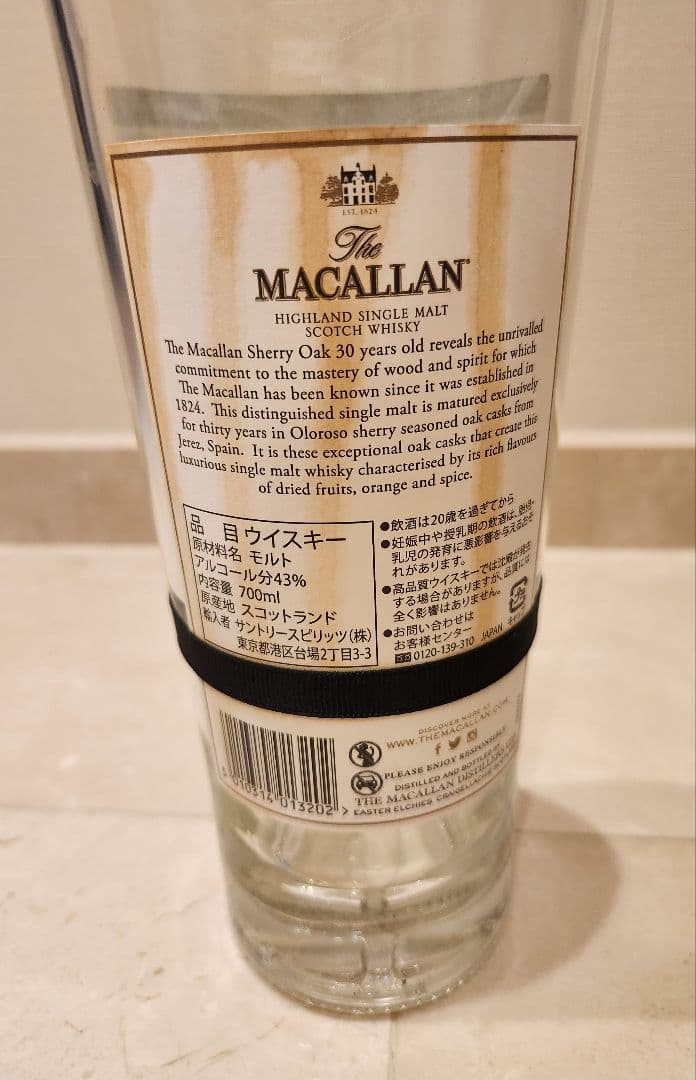 EST. 1824
The
MACALLAN
HIGHLAND SINGLE MALT
SCOTCH WHISKY
The Macallan Sherry Oak 30 years old reveals the unrivalled
commitment to the mastery of wood and spirit for which
The Macallan has been known since it was established in
1824. This distinguished single malt is matured exclusively
for thirty years in Oloroso sherry seasoned oak casks from
Jerez, Spain. It is these exceptional oak casks that create this
luxurious single malt whisky characterised by its rich flavours
of dried fruits, orange and spice.
品 目 ウイスキー
原材料名 モルト
アルコール分43%
内容量 700ml
原産地 スコットランド
輸入者 サントリースピリッツ(株)
東京都港区台場2丁目3-3
●飲酒は20歳を過ぎてから
●妊娠中や授乳期の飲酒は、胎児・
乳児の発育に悪影響を与えるおそ
れがあります。
●高品質ウイスキーでは沈殿が発生
する場合がありますが、品質には
全く影響はありません。
●お問い合わせは
お客様センター
0120-139-310 JAPAN
DISCOVER MORE AT
WWW.THEMACALLAN.COM
PLEASE ENJOY RESPONSIBLY
DISTILLED AND BOTTLED BY
THE MACALLAN DISTILLERS
EASTER ELCHIES, CRAIGELLACHIE
5 010314 013202 >